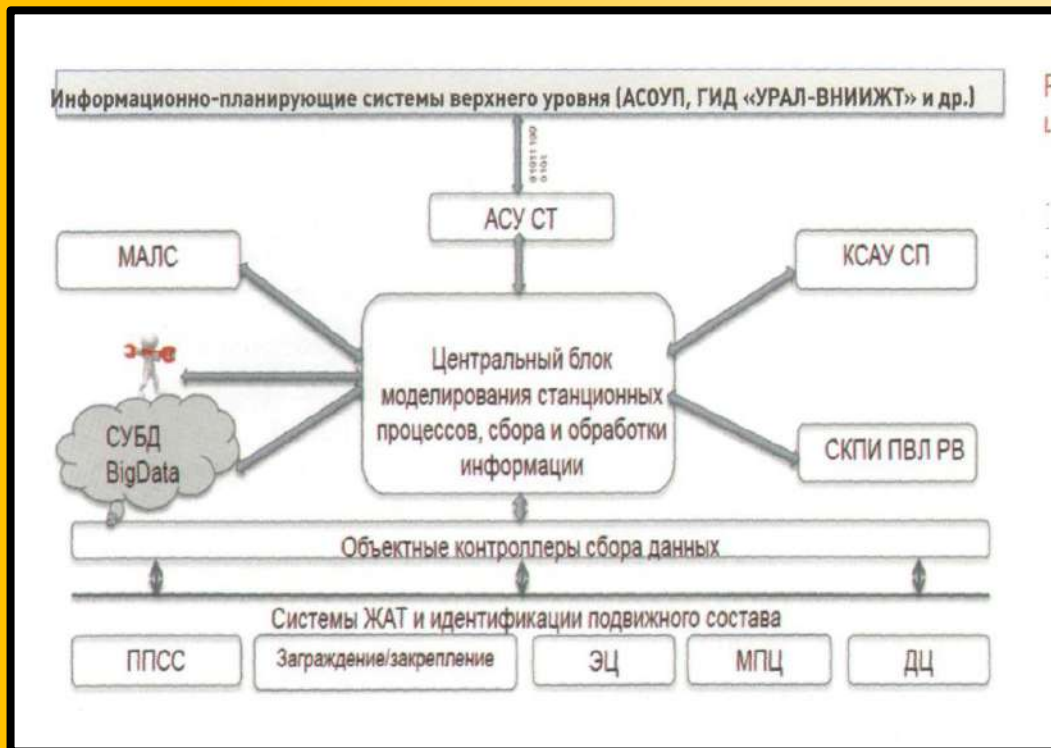 Информационно-планирующие системы верхнего уровня (АСОУП, ГИД «УРАЛ-ВНИИЖТ» и др.)
01011100
0101
АСУ СТ
МАЛС
КСАУ СП
Центральный блок
моделирования станционных
процессов, сбора и обработки
информации
СУБД
BigData
СКПИ ПВЛ РВ
Объектные контроллеры сбора данных
Системы ЖАТ и идентификации подвижного состава
ППСС
Заграждение/закрепление
ЭЦ
МПЦ
ДЦ